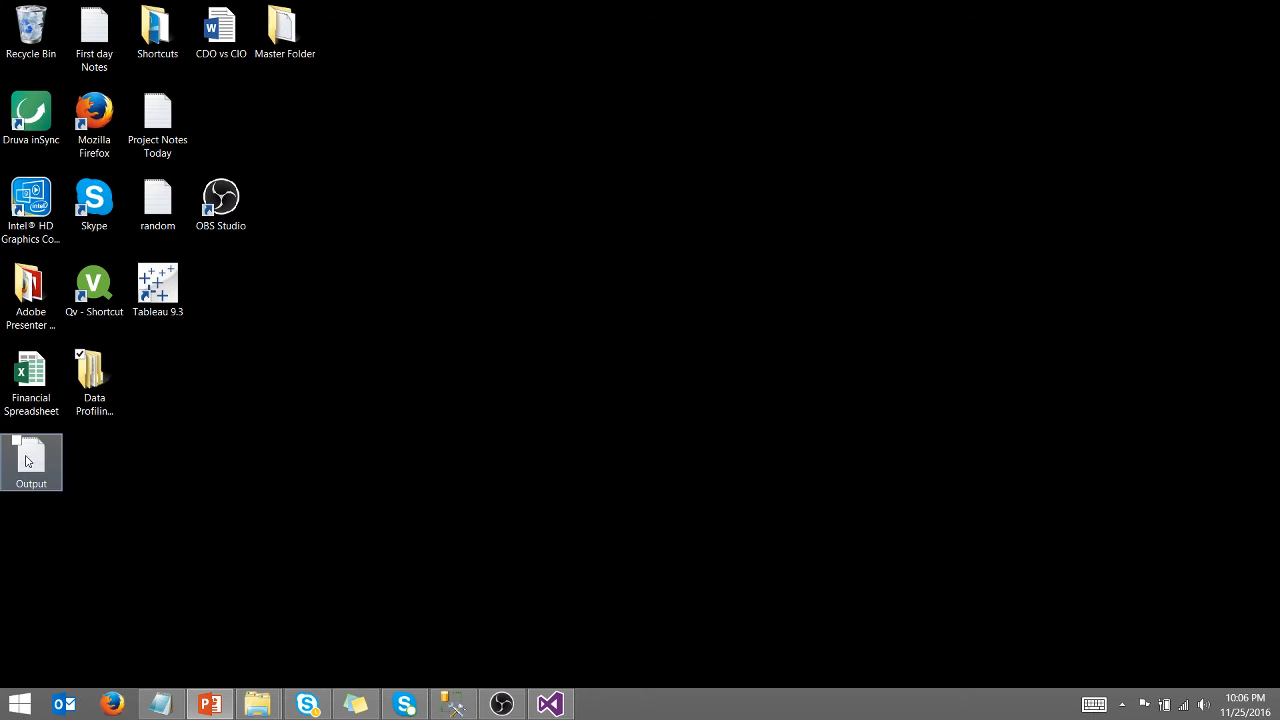 Recycle Bin
First day
Notes
Shortcuts
CDO vs CIO
Master Folder
Druva inSync
Mozilla
Firefox
Project Notes
Today
Intel® HD
Graphics Co...
Skype
random
OBS Studio
Adobe
Presenter ...
Qv - Shortcut
Tableau 9.3
Financial
Spreadsheet
Data
Profilin...
Output
10:06 PM
11/25/2016